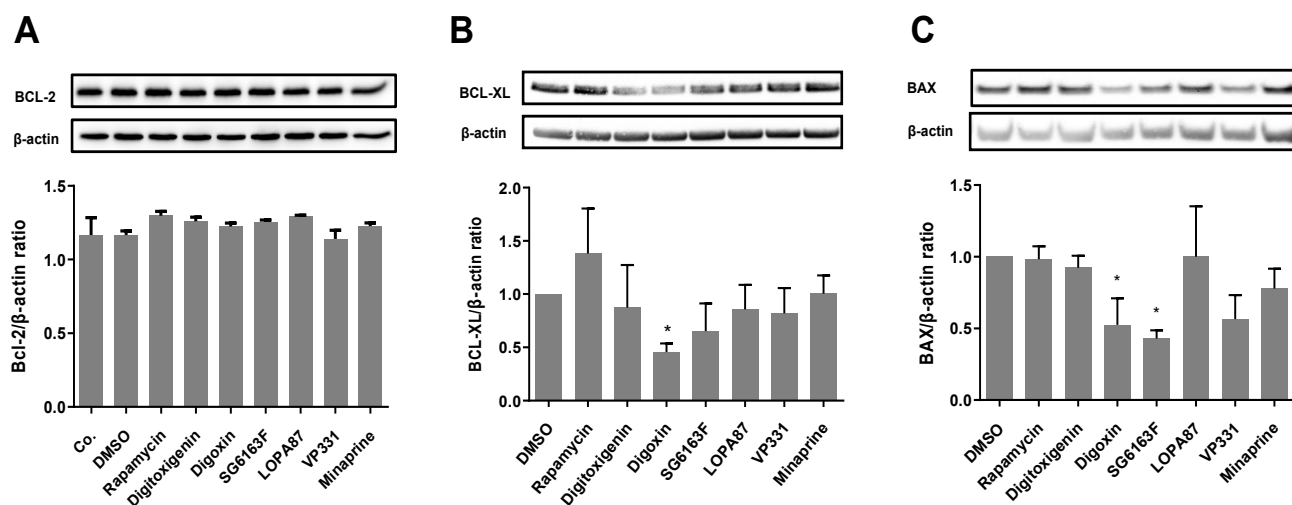 A
BCL-2
β-actin
Bcl-2/β-actin ratio
1.5
1.0
0.5
0.0
Co.
DMSO
Rapamycin
Digitoxigenin
Digoxin
SG6163F
LOPA87
VP331
Minaprine
B
BCL-XL
β-actin
BCL-XL/β-actin ratio
2.0
1.5
1.0
0.5
0.0
*
DMSO
Rapamycin
Digitoxigenin
Digoxin
SG6163F
LOPA87
VP331
Minaprine
C
BAX
β-actin
BAX/β-actin ratio
1.5
1.0
0.5
0.0
*
*
DMSO
Rapamycin
Digitoxigenin
Digoxin
SG6163F
LOPA87
VP331
Minaprine